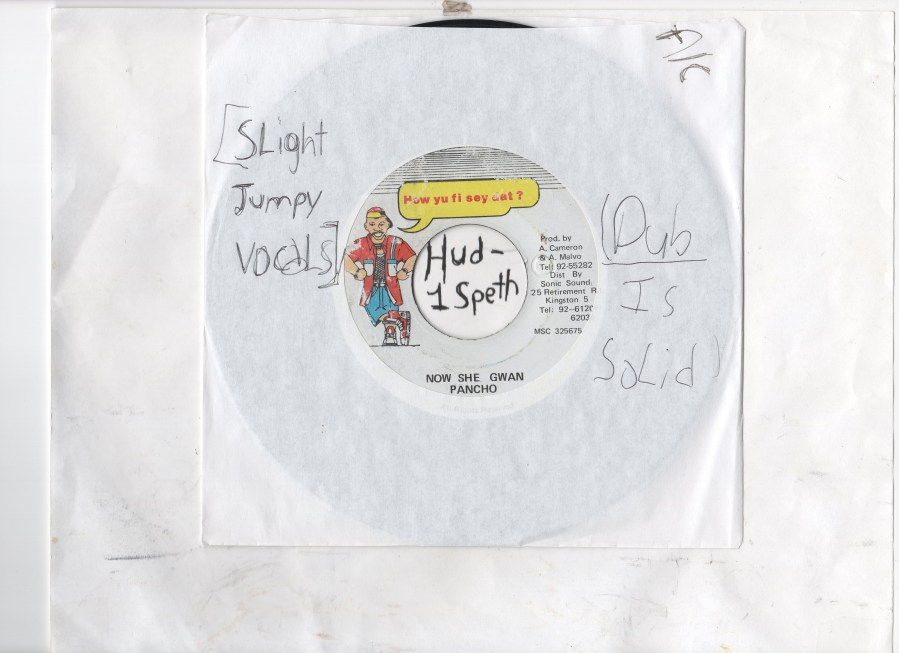 [SLight
Jumpy
VOCALS]
How yu fi sey dat ?
Hud-
1 Speth
Prod. by
A. Cameron
& A. Malvo
Tel: 92-55282
Dist By
Sonic Sound.
25 Retirement R
Kingston 5
Tel: 92-6120
6202
MSC 325675
NOW SHE GWAN
PANCHO
(Dub
Is
SoLid)